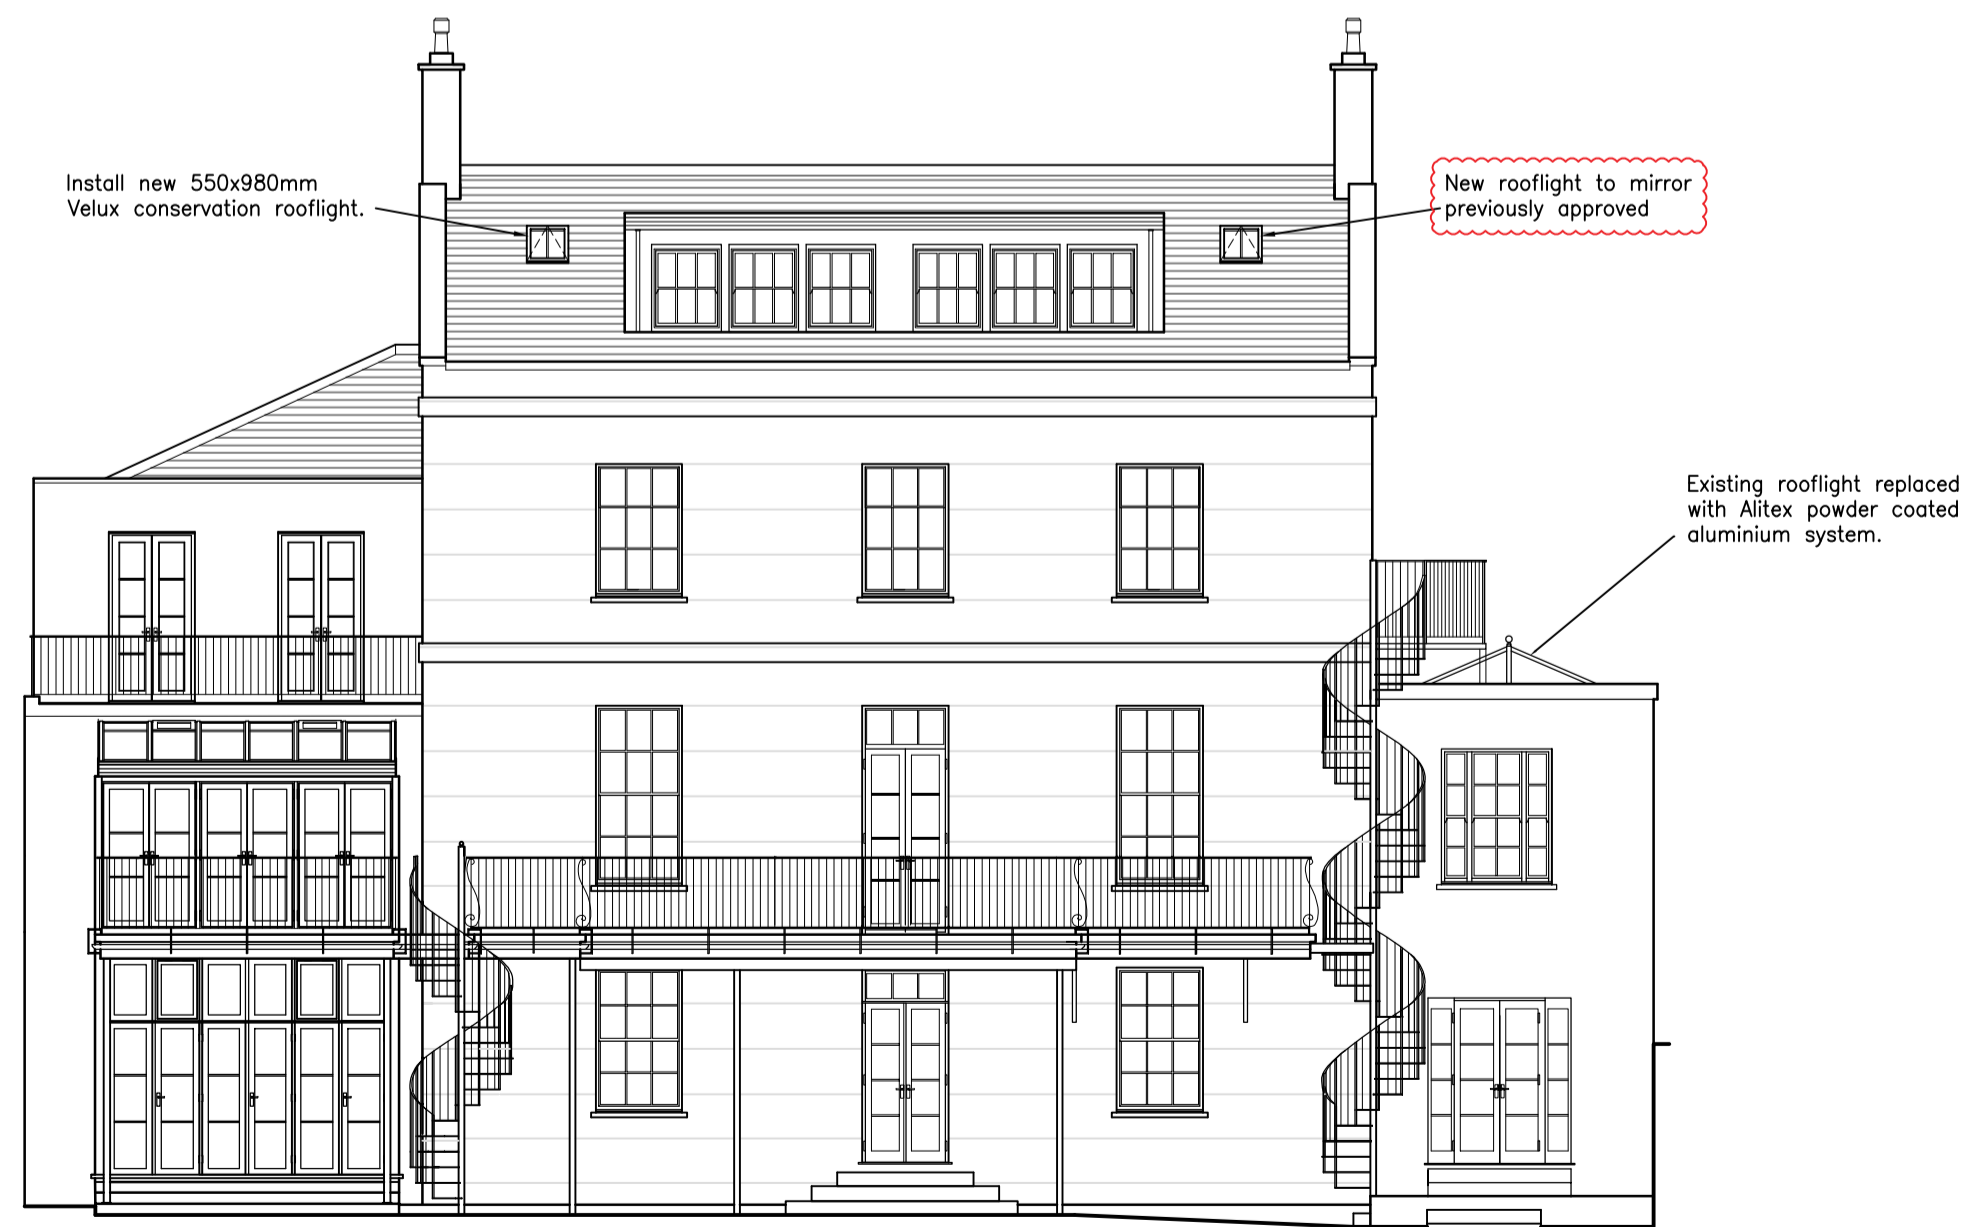 Install new 550x980mm
Velux conservation rooflight.
New rooflight to mirror
previously approved
Existing rooflight replaced
with Alitex powder coated
aluminium system.